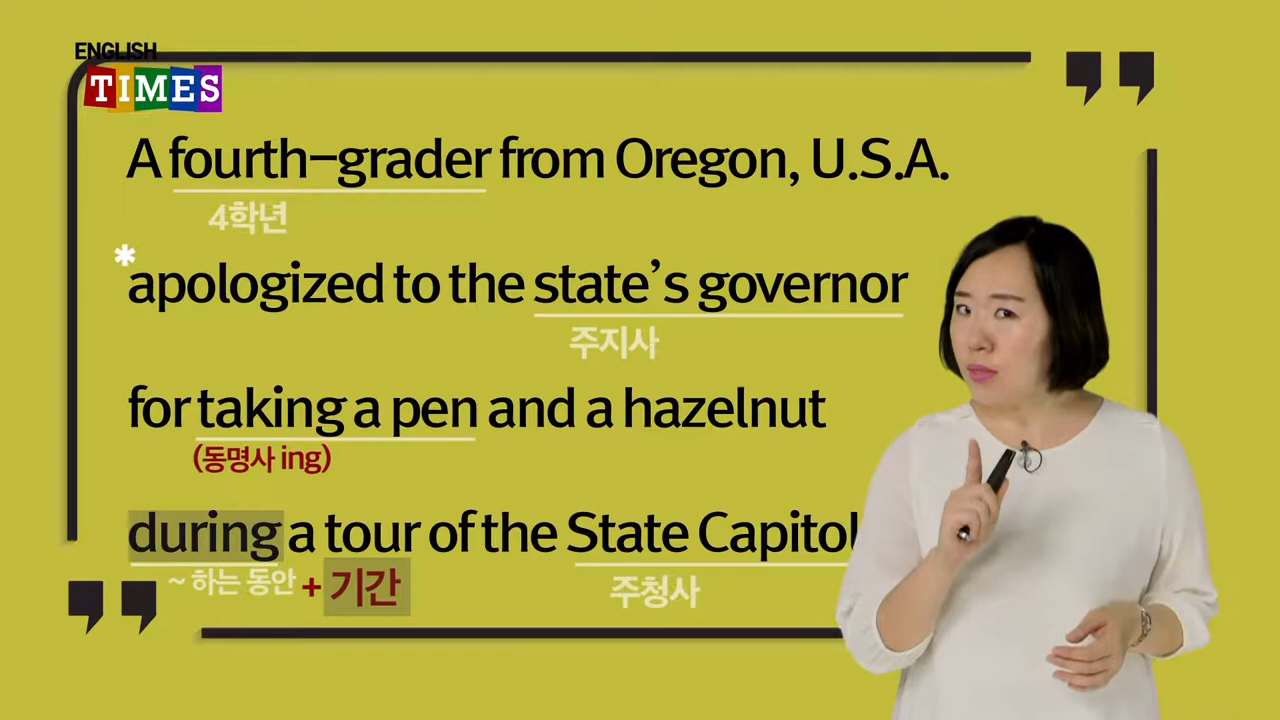 ENGLISH
TIMES
A fourth-grader from Oregon, U.S.A.
4학년
*apologized to the state's governor
주지사
for taking a pen and a hazelnut
(동명사 ing)
during a tour of the State Capitol
~ 하는 동안 + 기간
주청사